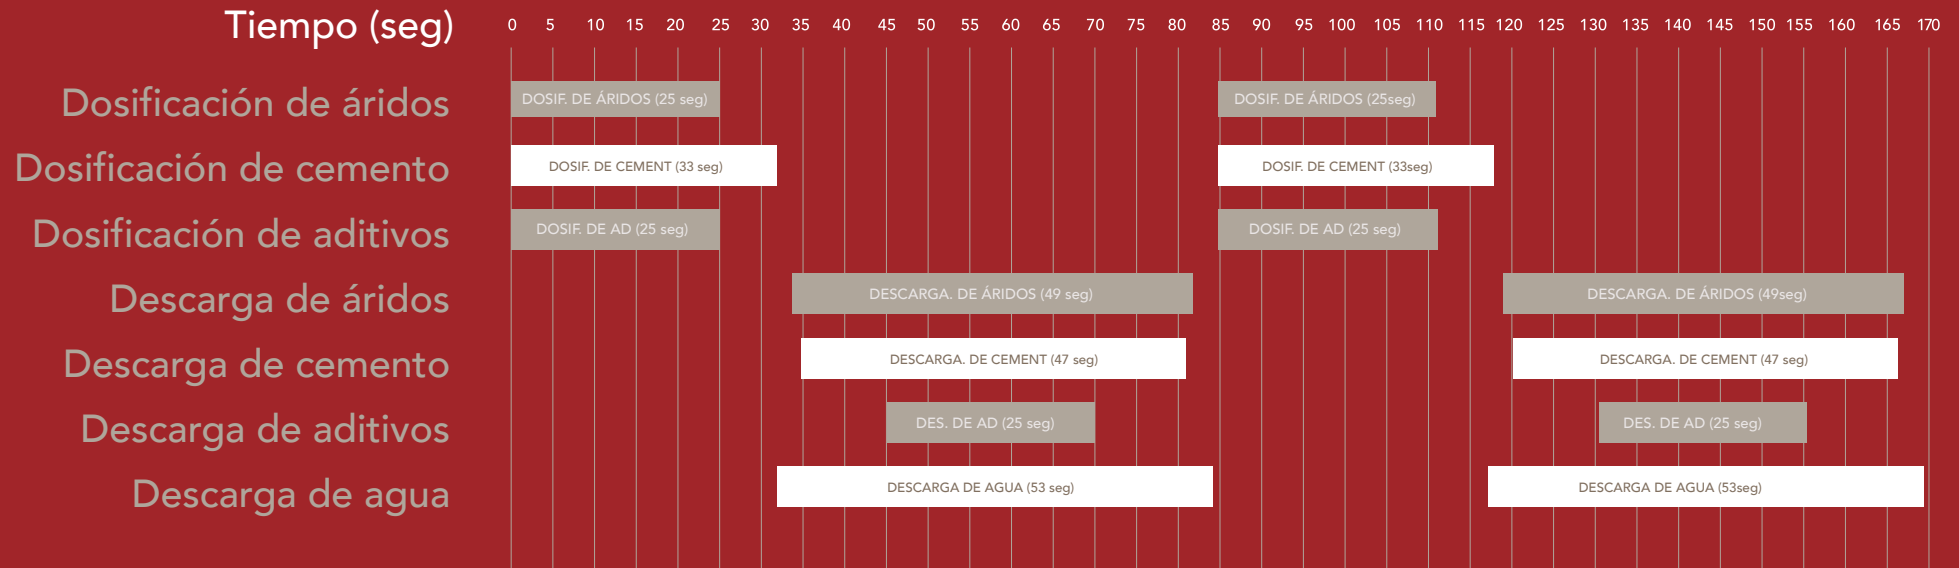 Tiempo (seg) 0 5 10 15 20 25 30 35 40 45 50 55 60 65 70 75 80 85 90 95 100 105 110 115 120 125 130 135 140 145 150 155 160 165 170
Dosificación de áridos DOSIF. DE ÁRIDOS (25 seg) DOSIF. DE ÁRIDOS (25seg)
Dosificación de cemento DOSIF. DE CEMENT (33 seg) DOSIF. DE CEMENT (33seg)
Dosificación de aditivos DOSIF. DE AD (25 seg) DOSIF. DE AD (25 seg)
Descarga de áridos DESCARGA. DE ÁRIDOS (49 seg) DESCARGA. DE ÁRIDOS (49seg)
Descarga de cemento DESCARGA. DE CEMENT (47 seg) DESCARGA. DE CEMENT (47 seg)
Descarga de aditivos DES. DE AD (25 seg) DES. DE AD (25 seg)
Descarga de agua DESCARGA DE AGUA (53 seg) DESCARGA DE AGUA (53seg)